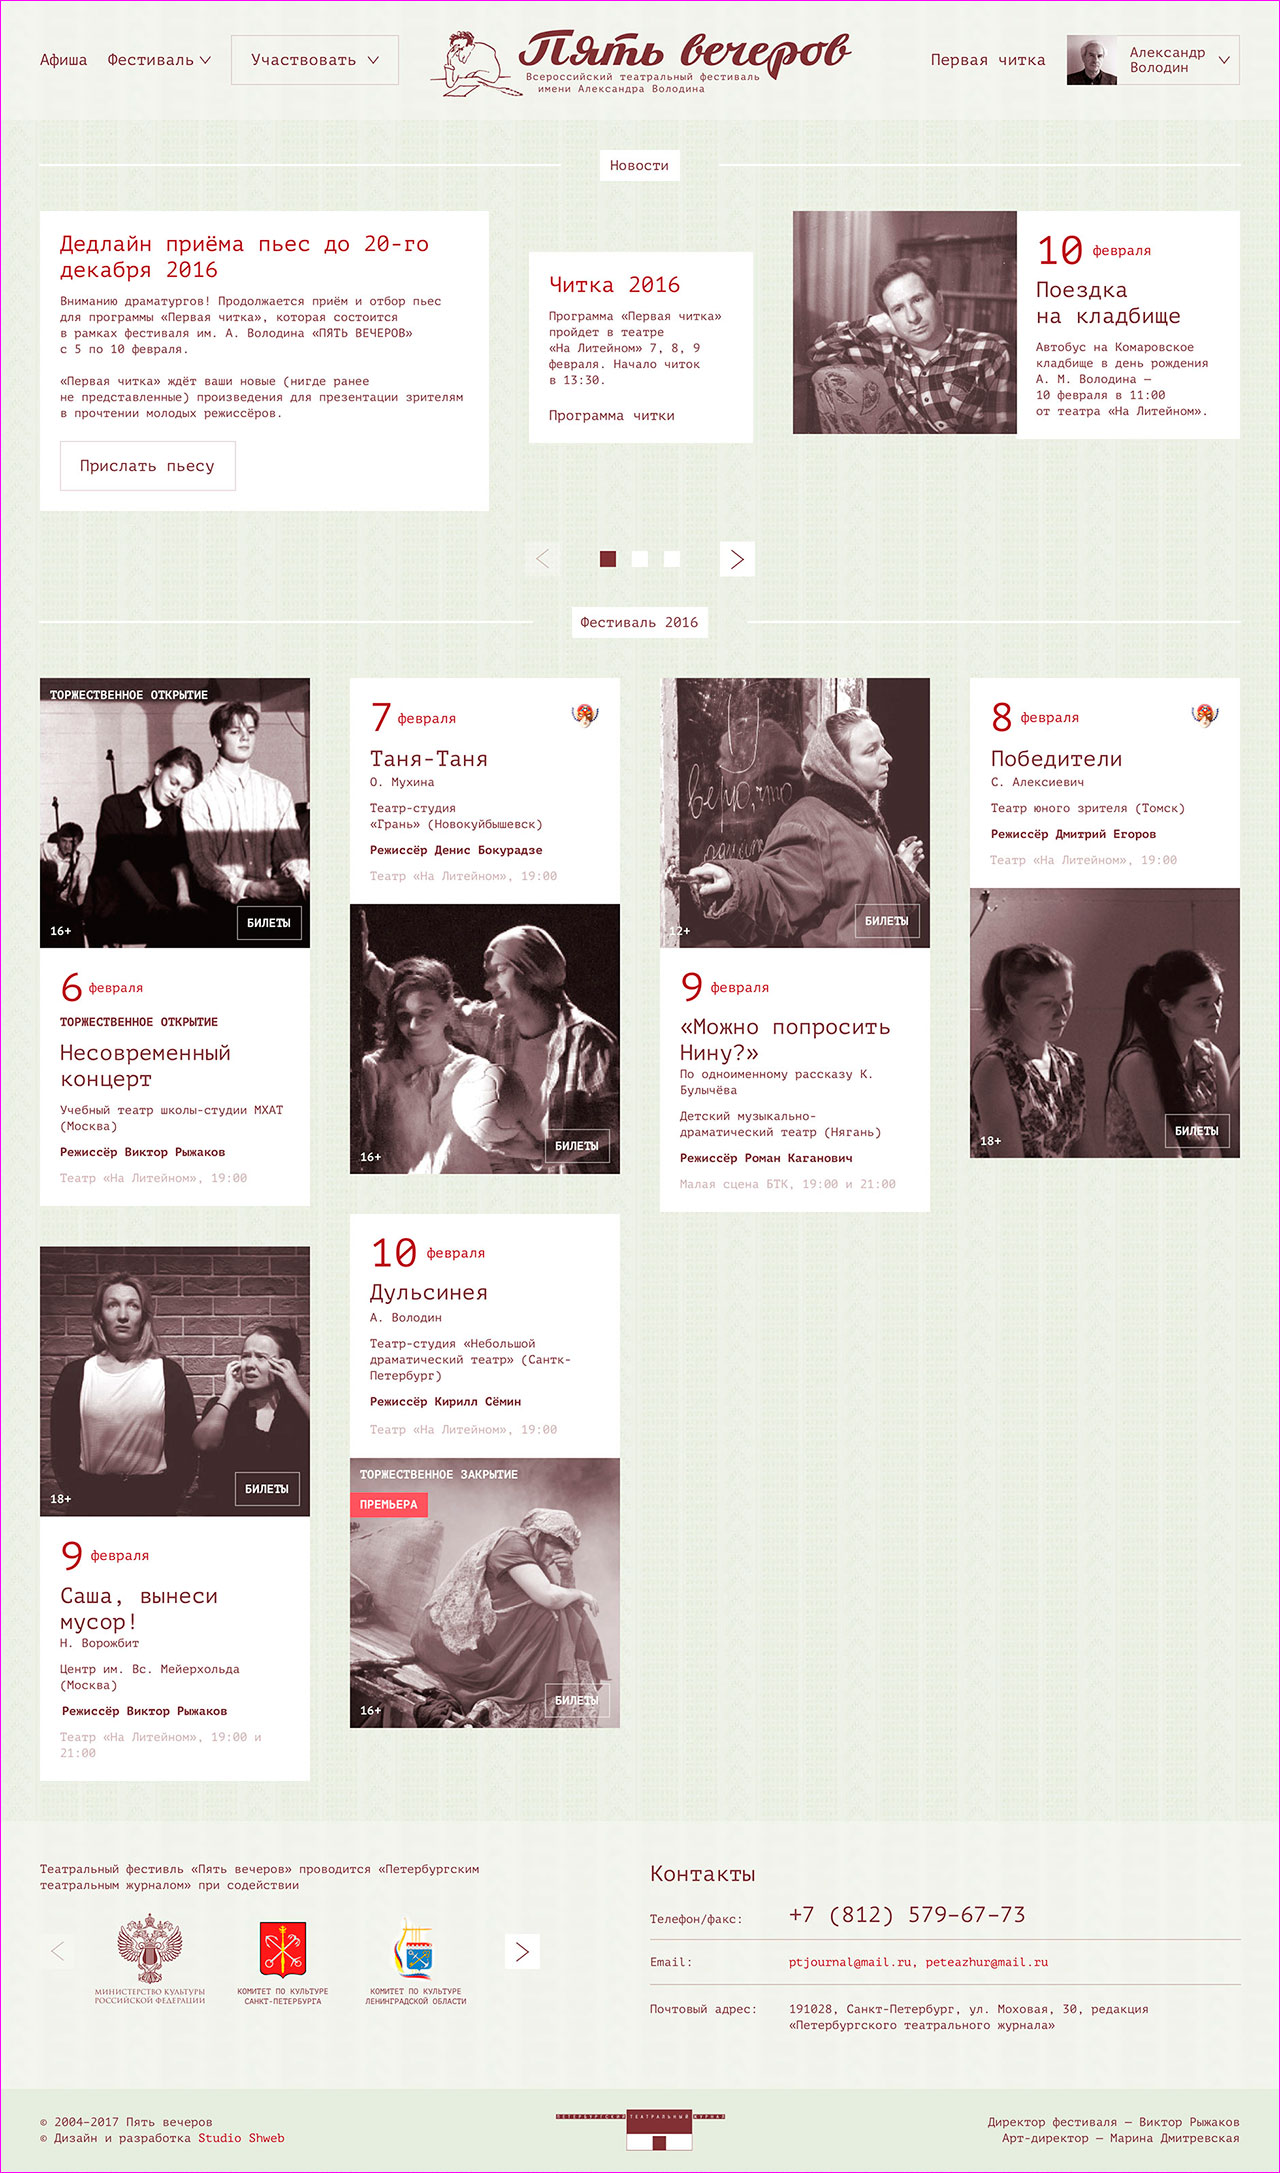 Афиша
Фестиваль
Участвовать
Пять вечеров
Всероссийский театральный фестиваль
имени Александра Володина
Первая читка
Александр
Володин
Новости
Дедлайн приёма пьес до 20-го
декабря 2016
Вниманию драматургов! Продолжается приём и отбор пьес
для программы «Первая читка», которая состоится
в рамках фестиваля им. А. Володина «ПЯТЬ ВЕЧЕРОВ»
с 5 по 10 февраля.
«Первая читка» ждёт ваши новые (нигде ранее
не представленные) произведения для презентации зрителям
в прочтении молодых режиссёров.
Прислать пьесу
Читка 2016
Программа «Первая читка»
пройдет в театре
«На Литейном» 7, 8, 9
февраля. Начало читок
в 13:30.
Программа читки
10 февраля
Поездка
на кладбище
Автобус на Комаровское
кладбище в день рождения
А. М. Володина —
10 февраля в 11:00
от театра «На Литейном».
Фестиваль 2016
ТОРЖЕСТВЕННОЕ ОТКРЫТИЕ
16+
БИЛЕТЫ
6 февраля
ТОРЖЕСТВЕННОЕ ОТКРЫТИЕ
Несовременный
концерт
Учебный театр школы-студии МХАТ
(Москва)
Режиссёр Виктор Рыжаков
Театр «На Литейном», 19:00
7 февраля
Таня-Таня
О. Мухина
Театр-студия
«Грань» (Новокуйбышевск)
Режиссёр Денис Бокурадзе
Театр «На Литейном», 19:00
16+
БИЛЕТЫ
12+
БИЛЕТЫ
9 февраля
«Можно попросить
Нину?»
По одноименному рассказу К.
Булычёва
Детский музыкально-
драматический театр (Нягань)
Режиссёр Роман Каганович
Малая сцена БТК, 19:00 и 21:00
8 февраля
Победители
С. Алексиевич
Театр юного зрителя (Томск)
Режиссёр Дмитрий Егоров
Театр «На Литейном», 19:00
18+
БИЛЕТЫ
18+
БИЛЕТЫ
9 февраля
Саша, вынеси
мусор!
Н. Ворожбит
Центр им. Вс. Мейерхольда
(Москва)
Режиссёр Виктор Рыжаков
Театр «На Литейном», 19:00 и
21:00
10 февраля
Дульсинея
А. Володин
Театр-студия «Небольшой
драматический театр» (Сантк-
Петербург)
Режиссёр Кирилл Сёмин
Театр «На Литейном», 19:00
ТОРЖЕСТВЕННОЕ ЗАКРЫТИЕ
ПРЕМЬЕРА
16+
БИЛЕТЫ
Театральный фестивль «Пять вечеров» проводится «Петербургским
театральным журналом» при содействии
МИНИСТЕРСТВО КУЛЬТУРЫ
РОССИЙСКОЙ ФЕДЕРАЦИИ
КОМИТЕТ ПО КУЛЬТУРЕ
САНКТ-ПЕТЕРБУРГА
КОМИТЕТ ПО КУЛЬТУРЕ
ЛЕНИНГРАДСКОЙ ОБЛАСТИ
Контакты
Телефон/факс: +7 (812) 579-67-73
Email: ptjournal@mail.ru, peteazhur@mail.ru
Почтовый адрес: 191028, Санкт-Петербург, ул. Моховая, 30, редакция
«Петербургского театрального журнала»
© 2004–2017 Пять вечеров
© Дизайн и разработка Studio Shweb
ПЕТЕРБУРГСКИЙ ТЕАТРАЛЬНЫЙ ЖУРНАЛ
Директор фестиваля — Виктор Рыжаков
Арт-директор — Марина Дмитревская